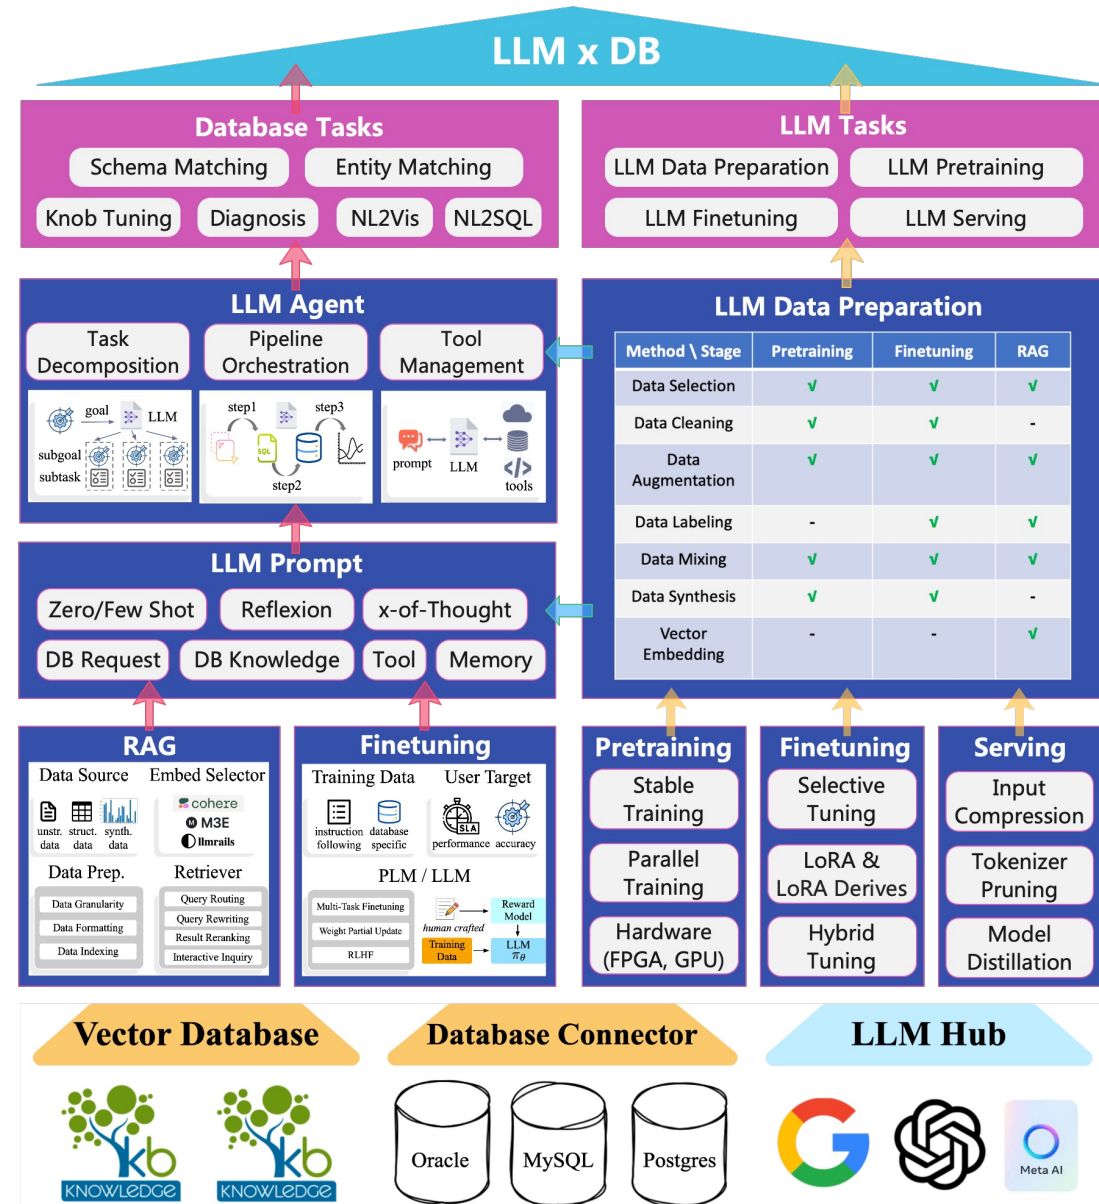 LLM x DB
Database Tasks
Schema Matching
Entity Matching
Knob Tuning
Diagnosis
NL2Vis
NL2SQL
LLM Tasks
LLM Data Preparation
LLM Pretraining
LLM Finetuning
LLM Serving
LLM Agent
Task
Decomposition
Pipeline
Orchestration
Tool
Management
goal
LLM
subgoal
subtask
step1
step3
SQL
step2
prompt
LLM
tools
LLM Data Preparation
Method \ Stage Pretraining Finetuning RAG
Data Selection √ √ √
Data Cleaning √ √ -
Data
Augmentation √ √ √
Data Labeling - √ √
Data Mixing √ √ √
Data Synthesis √ √ -
Vector
Embedding - - √
LLM Prompt
Zero/Few Shot
Reflexion
x-of-Thought
DB Request
DB Knowledge
Tool
Memory
RAG
Data Source
unstr.
data
struct.
data
synth.
data
Embed Selector
cohere
M M3E
llmrails
Data Prep.
Data Granularity
Data Formatting
Data Indexing
Retriever
Query Routing
Query Rewriting
Result Reranking
Interactive Inquiry
Finetuning
Training Data
instruction
following
database
specific
User Target
SLA
performance
accuracy
PLM / LLM
Multi-Task Finetuning
Weight Partial Update
RLHF
human crafted
Reward
Model
Training
Data
LLM
πθ
Pretraining
Stable
Training
Parallel
Training
Hardware
(FPGA, GPU)
Finetuning
Selective
Tuning
LoRA &
LoRA Derives
Hybrid
Tuning
Serving
Input
Compression
Tokenizer
Pruning
Model
Distillation
Vector Database
kb
KNOWLEDGE
kb
KNOWLEDGE
Database Connector
Oracle
MySQL
Postgres
LLM Hub
G
Meta AI